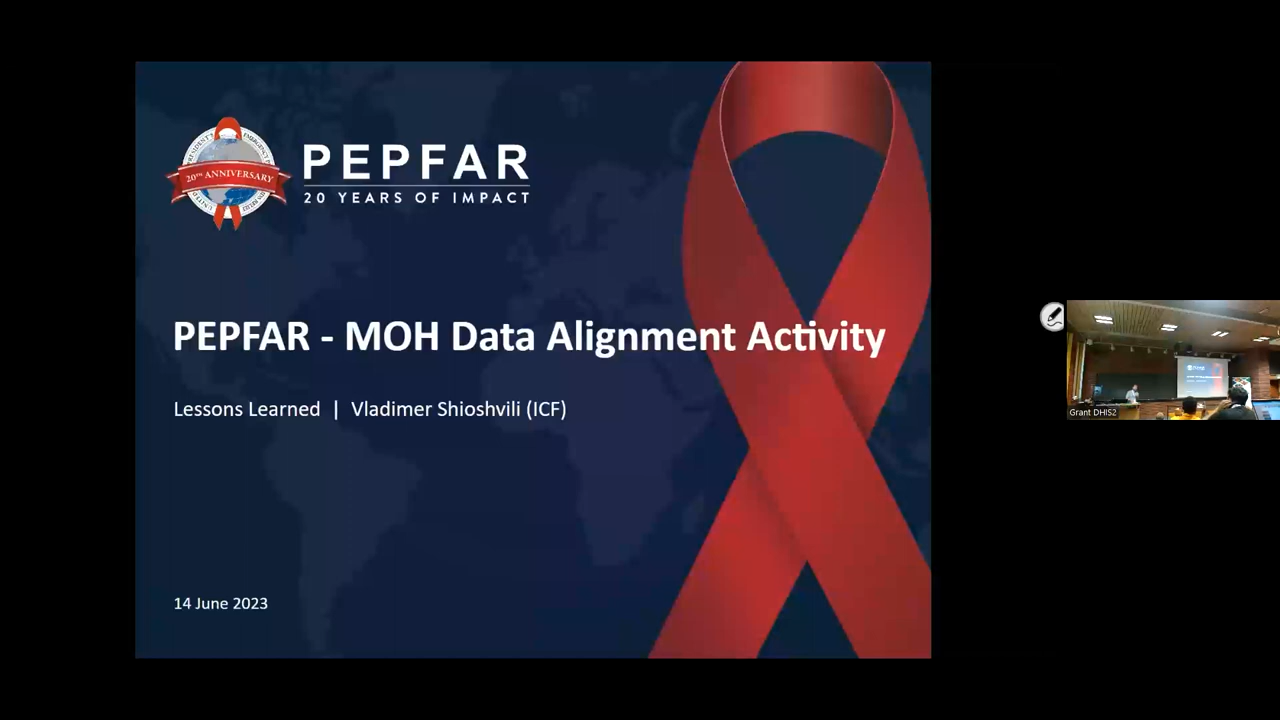 20TH ANNIVERSARY
PEPFAR
20 YEARS OF IMPACT
PEPFAR - MOH Data Alignment Activity
Lessons Learned | Vladimer Shioshvili (ICF)
14 June 2023
Grant DHIS2